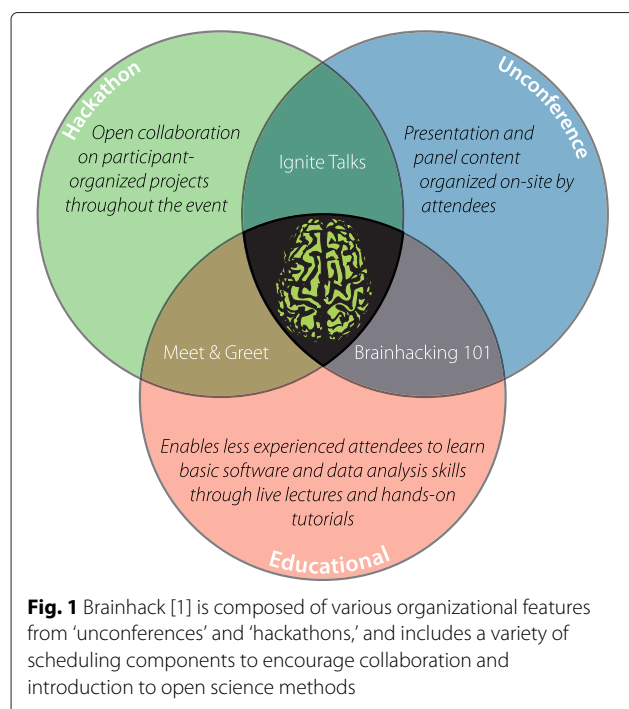 Hackathon
Unconference
Open collaboration
on participant-
organized projects
throughout the event
Ignite Talks
Presentation and
panel content
organized on-site by
attendees
Meet & Greet
Brainhacking 101
Enables less experienced attendees to learn
basic software and data analysis skills
through live lectures and hands-on
tutorials
Educational
Fig. 1 Brainhack [1] is composed of various organizational features
from ‘unconferences’ and ‘hackathons,’ and includes a variety of
scheduling components to encourage collaboration and
introduction to open science methods